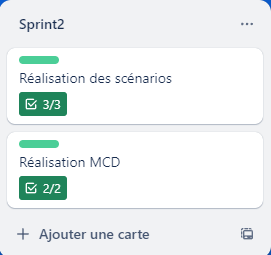 Sprint2
Réalisation des scénarios
3/3
Réalisation MCD
2/2
Ajouter une carte